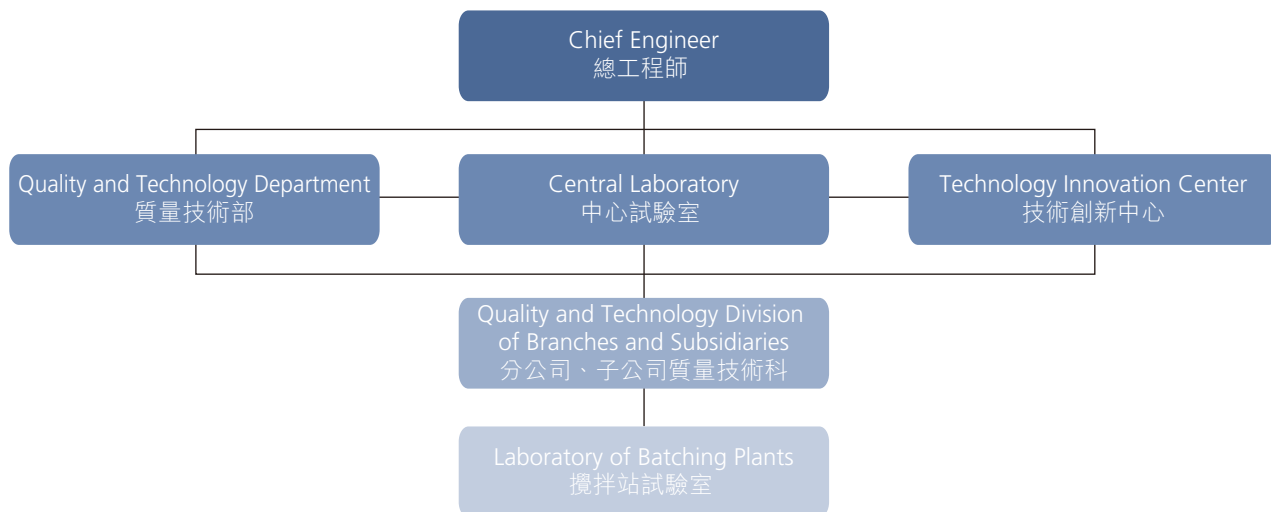 Chief Engineer
總工程師
Quality and Technology Department
質量技術部
Central Laboratory
中心試驗室
Technology Innovation Center
技術創新中心
Quality and Technology Division
of Branches and Subsidiaries
分公司、子公司質量技術科
Laboratory of Batching Plants
攪拌站試驗室